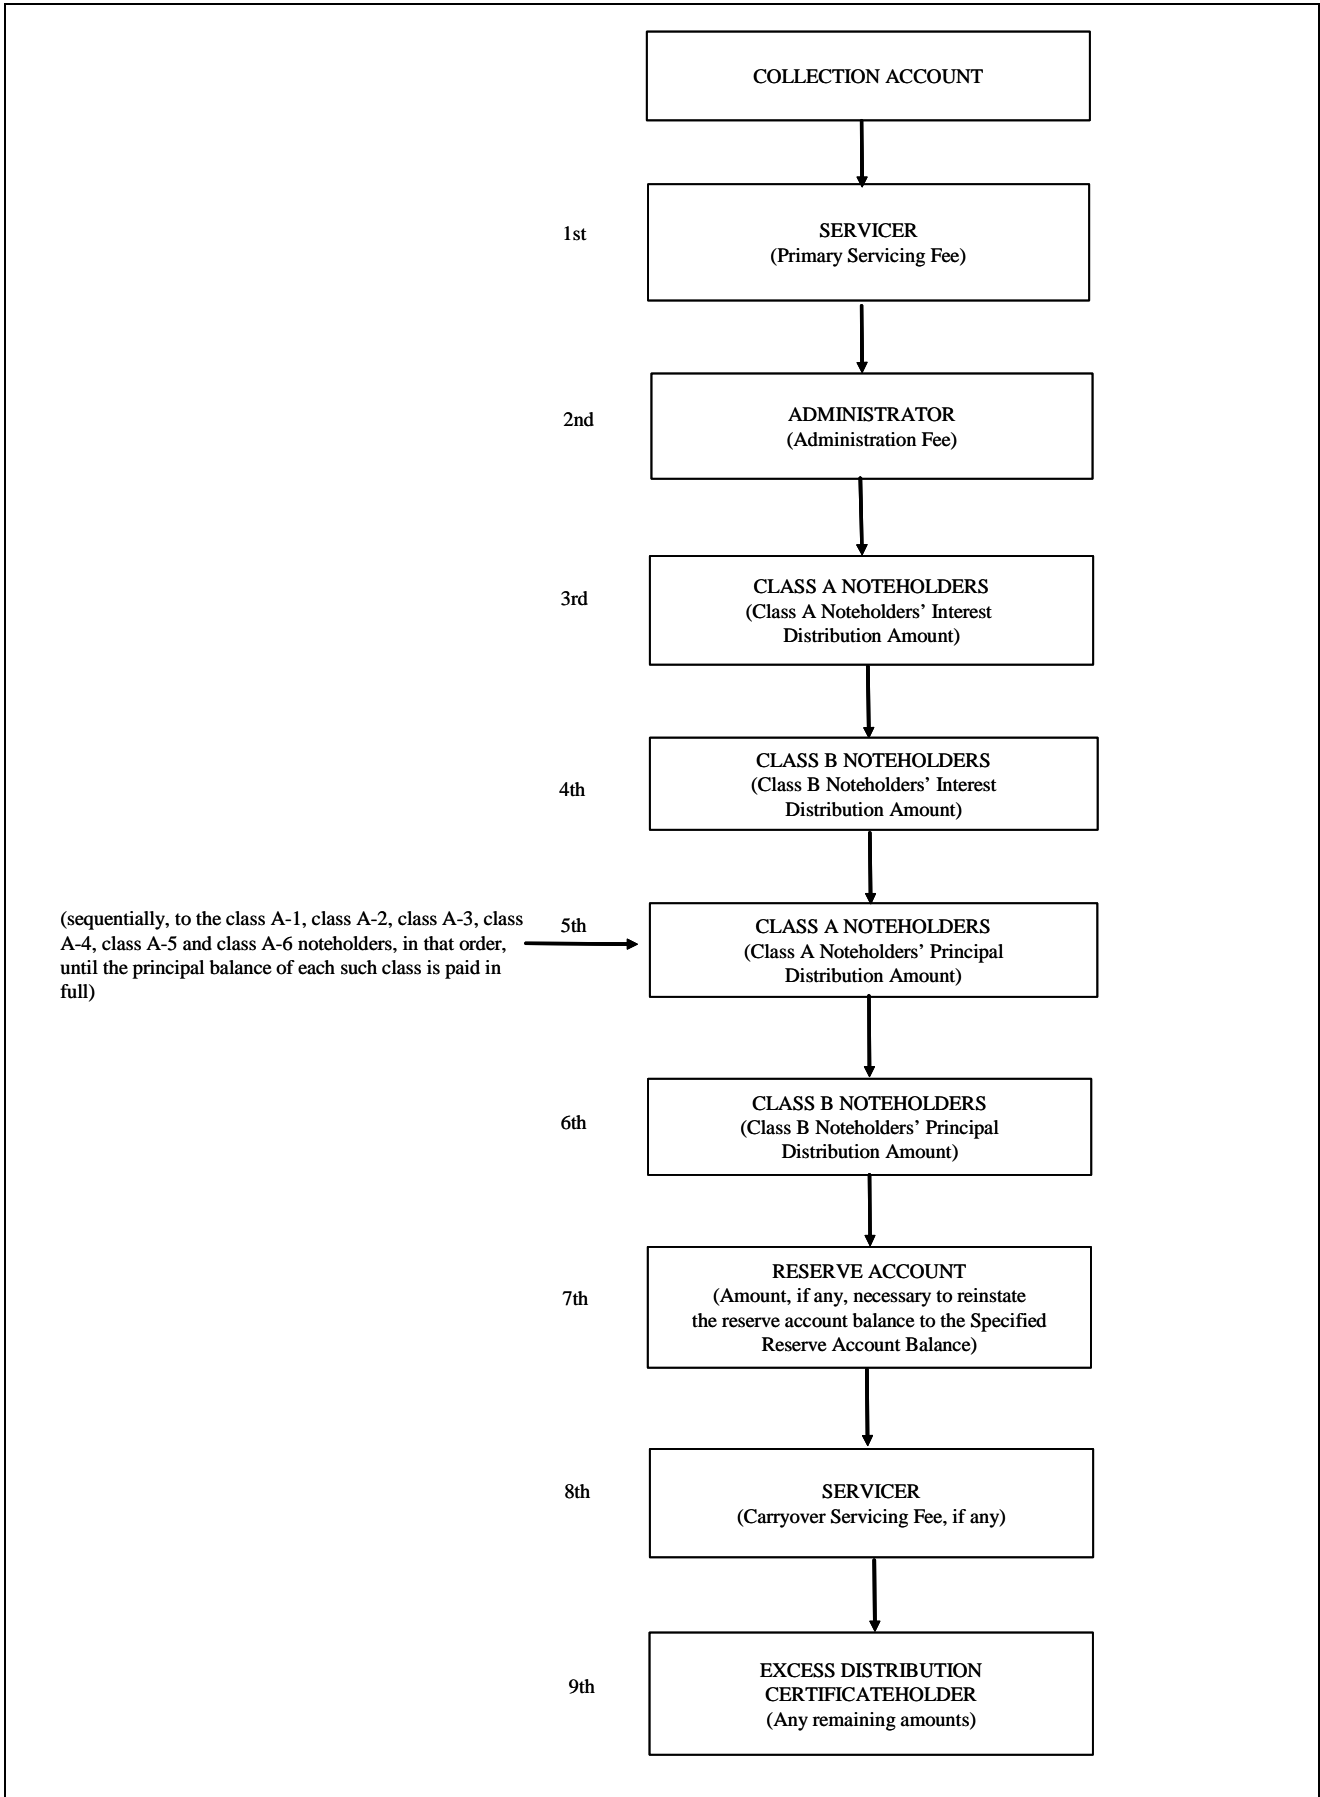 COLLECTION ACCOUNT
1st
SERVICER
(Primary Servicing Fee)
2nd
ADMINISTRATOR
(Administration Fee)
3rd
CLASS A NOTEHOLDERS
(Class A Noteholders’ Interest
Distribution Amount)
4th
CLASS B NOTEHOLDERS
(Class B Noteholders’ Interest
Distribution Amount)
(sequentially, to the class A-1, class A-2, class A-3, class
A-4, class A-5 and class A-6 noteholders, in that order,
until the principal balance of each such class is paid in
full)
5th
CLASS A NOTEHOLDERS
(Class A Noteholders’ Principal
Distribution Amount)
6th
CLASS B NOTEHOLDERS
(Class B Noteholders’ Principal
Distribution Amount)
7th
RESERVE ACCOUNT
(Amount, if any, necessary to reinstate
the reserve account balance to the Specified
Reserve Account Balance)
8th
SERVICER
(Carryover Servicing Fee, if any)
9th
EXCESS DISTRIBUTION
CERTIFICATEHOLDER
(Any remaining amounts)